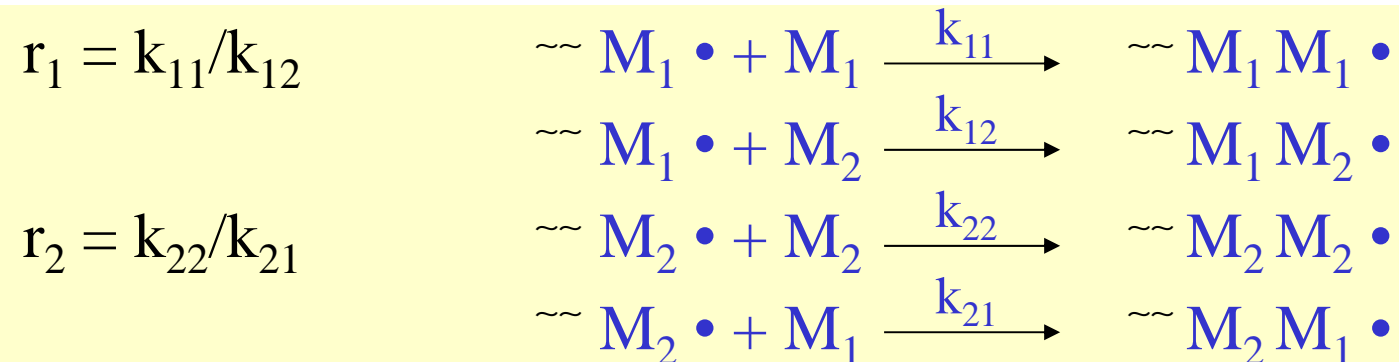 r₁ = k₁₁/k₁₂ ~~ M₁ • + M₁ k₁₁ ~~ M₁ M₁ •
~~ M₁ • + M₂ k₁₂ ~~ M₁ M₂ •
r₂ = k₂₂/k₂₁ ~~ M₂ • + M₂ k₂₂ ~~ M₂ M₂ •
~~ M₂ • + M₁ k₂₁ ~~ M₂ M₁ •